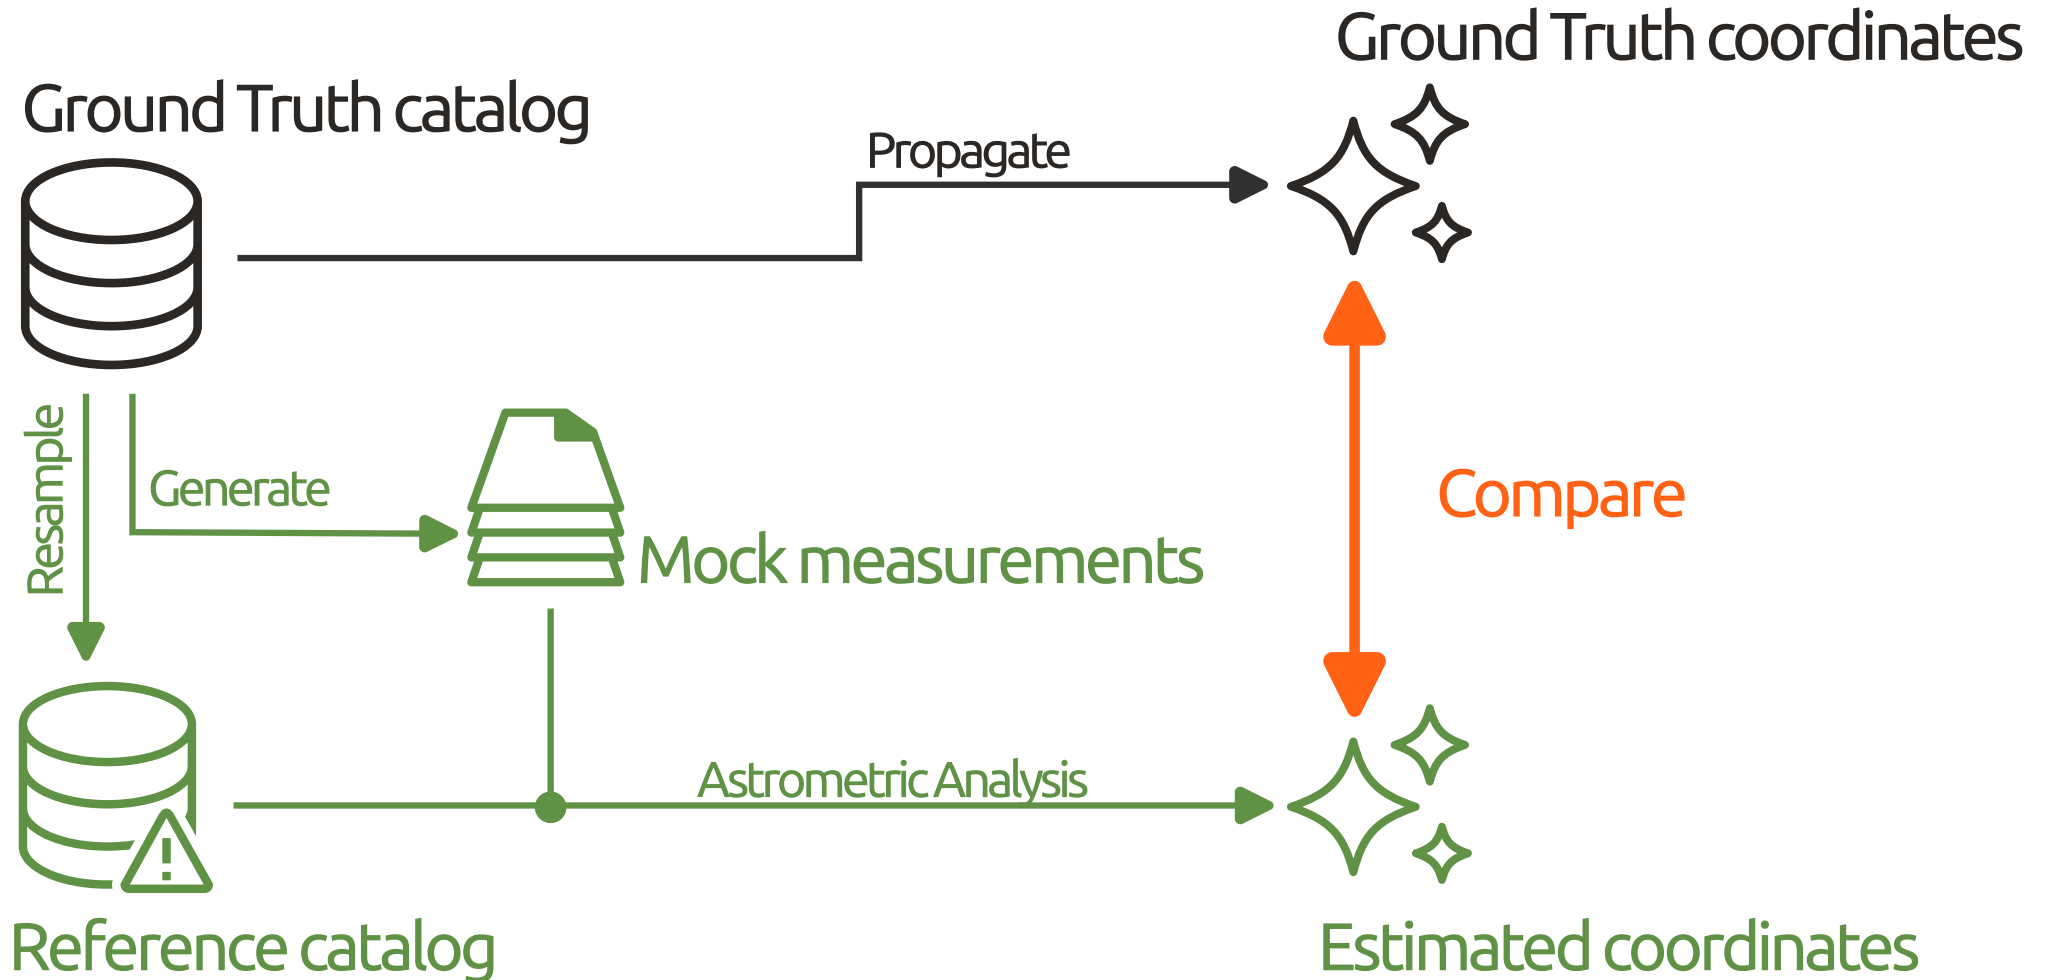 Ground Truth coordinates
Ground Truth catalog
Propagate
Resample
Generate
Compare
Mock measurements
Astrometric Analysis
Reference catalog
Estimated coordinates